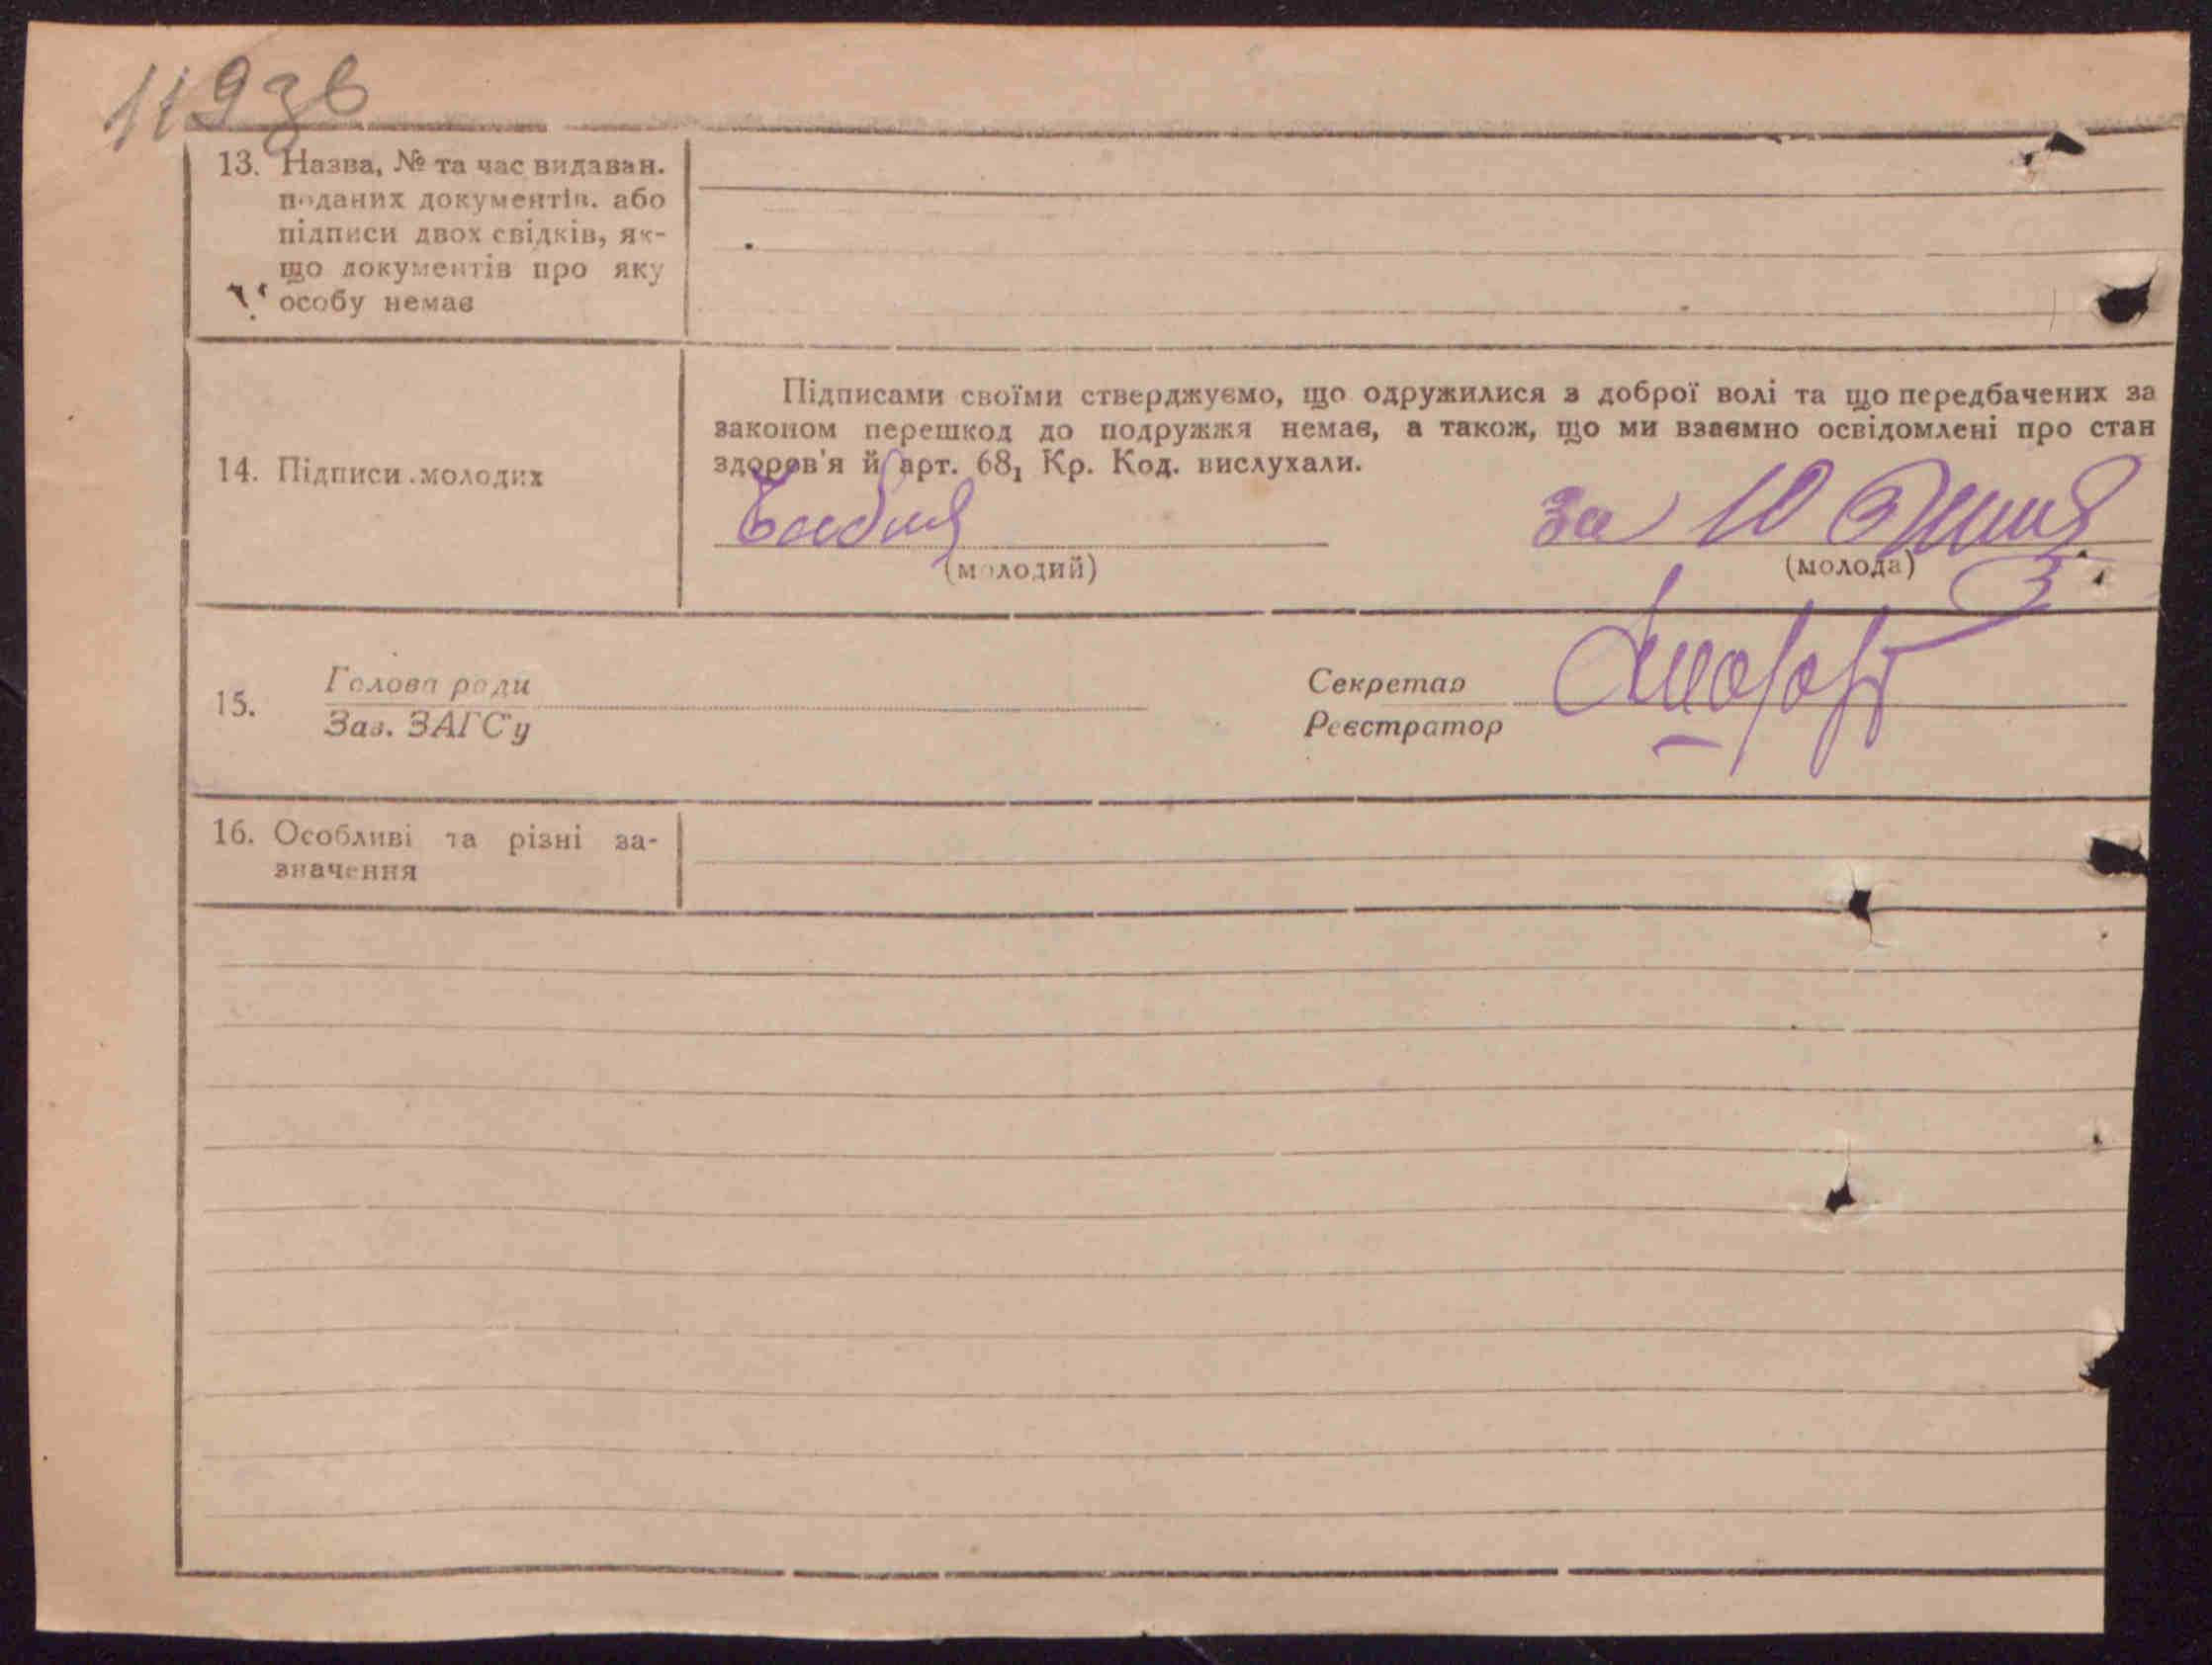 119зв
13. Назва, № та час видаван.
поданих документів. або
підписи двох свідків, як-
що документів про яку
особу немає
14. Підписи молодих
Підписами своїми стверджуємо, що одружилися з доброї волі та що передбачених за
законом перешкод до подружжя немає, а також, що ми взаємно освідомлені про стан
здоров'я й арт. 68₁ Кр. Код. вислухали.
за
(молодий)
(молода)
15.
Голова ради
Зав. ЗАГС'у
Секретар
Реєстратор
16. Особливі та різні за-
значення